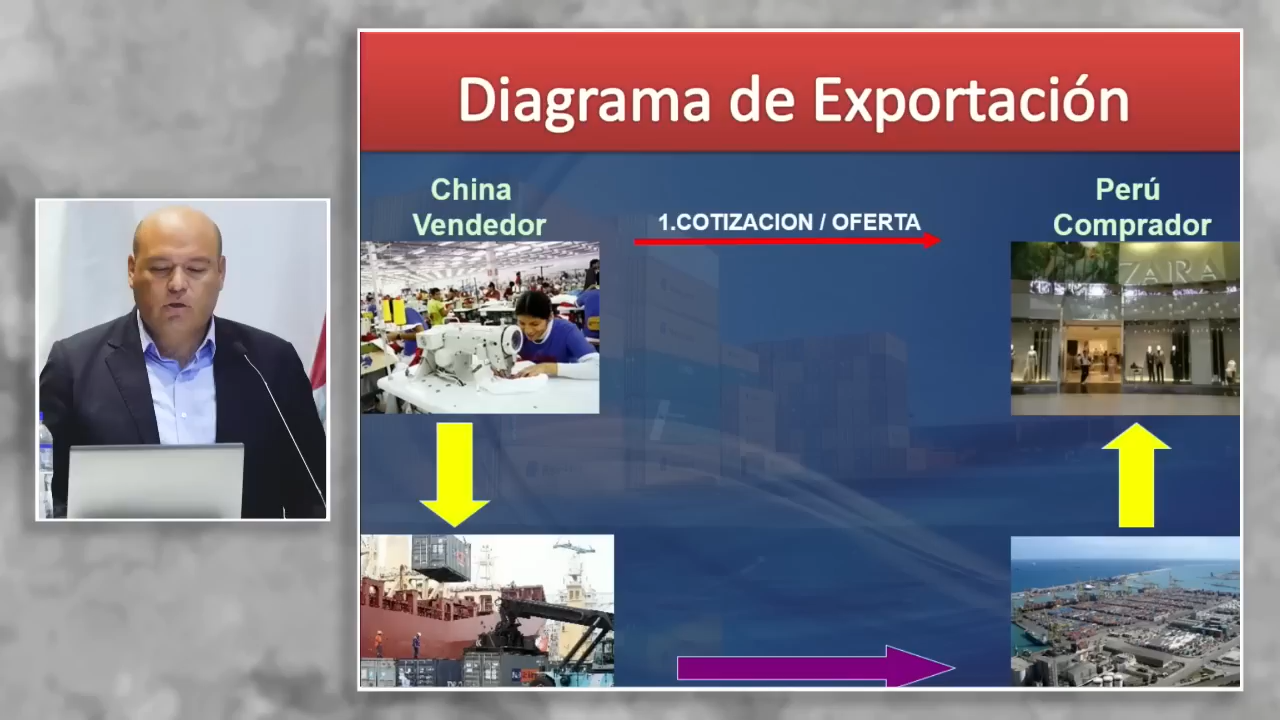 Diagrama de Exportación
China
Vendedor
1.COTIZACION / OFERTA
Perú
Comprador
ZARA